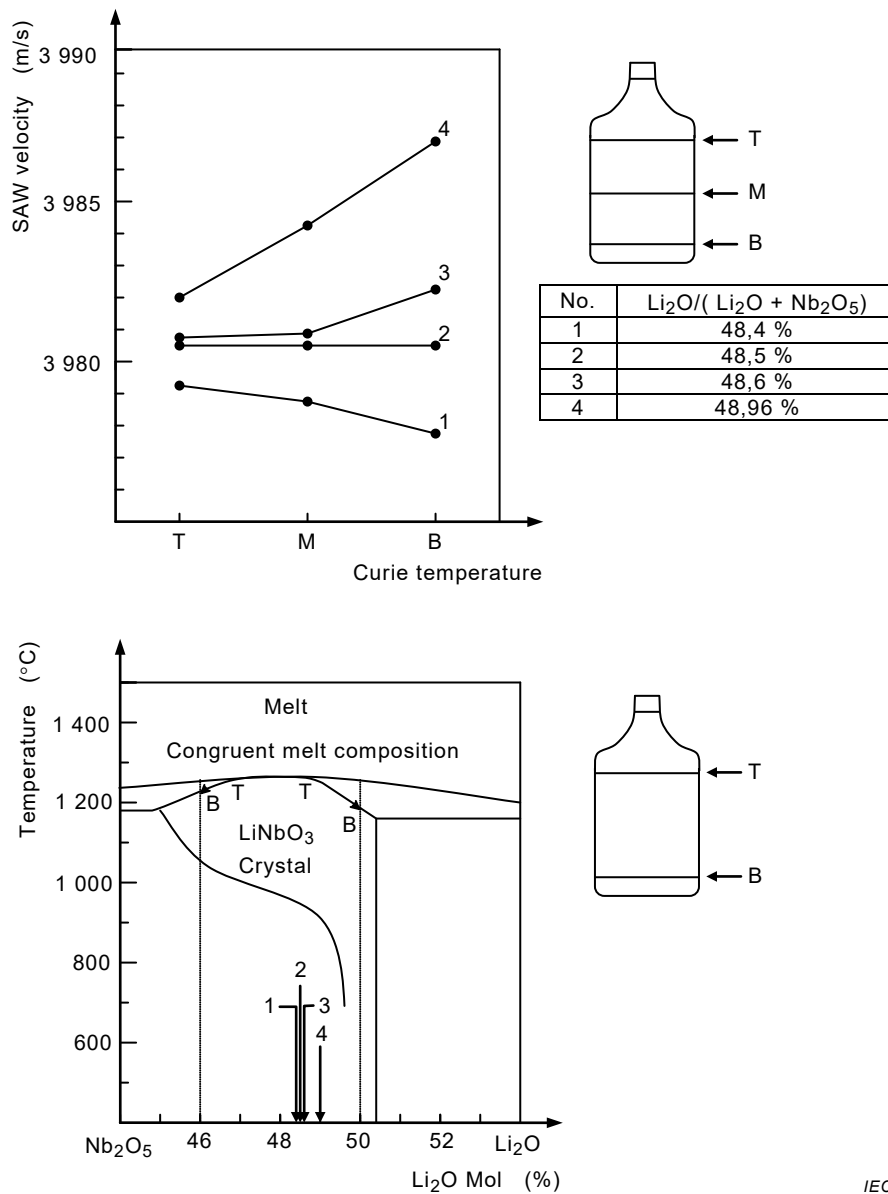 SAW velocity (m/s)
3 990
3 985
3 980
4
3
2
1
T
M
B
Curie temperature
T
M
B
No. Li2O/( Li2O + Nb2O5)
1 48,4 %
2 48,5 %
3 48,6 %
4 48,96 %
Temperature (°C)
1 400
1 200
1 000
800
600
Melt
Congruent melt composition
B T T B
LiNbO3
Crystal
2
1 3
4
Nb2O5 46 48 50 52 Li2O
Li2O Mol (%)
T
B
IEC